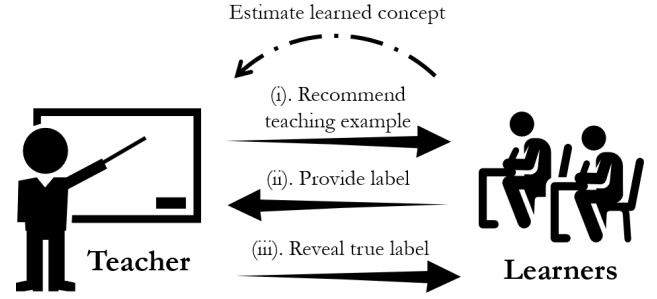 Estimate learned concept
(i). Recommend
teaching example
(ii). Provide label
(iii). Reveal true label
Teacher
Learners